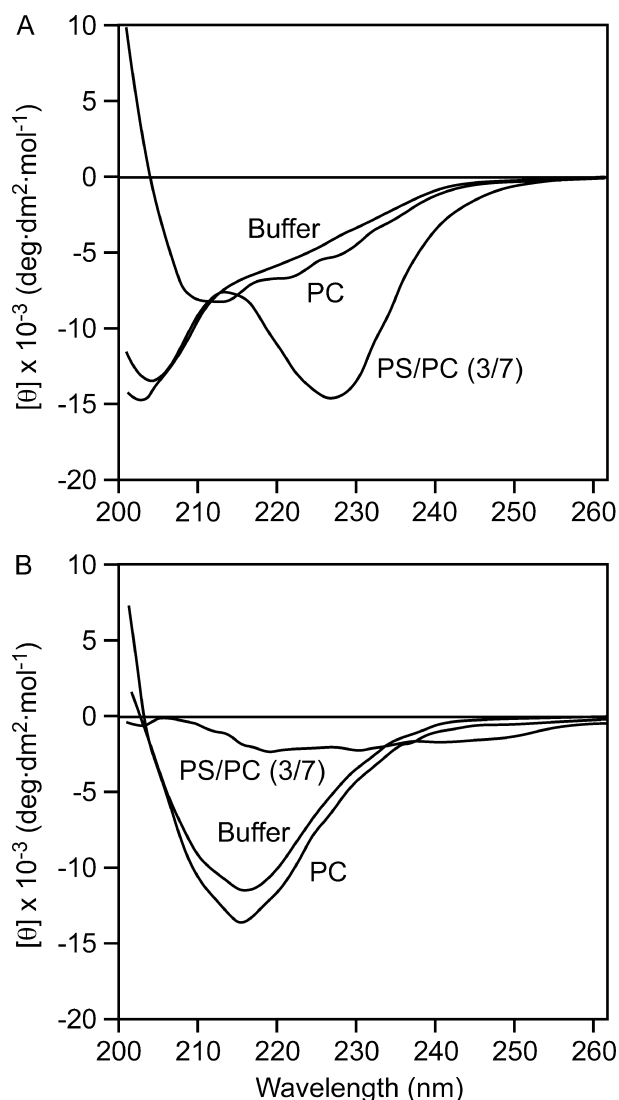 A
10
5
0
-5
-10
-15
-20
[θ] x 10⁻³ (deg·dm²·mol⁻¹)
Buffer
PC
PS/PC (3/7)
200 210 220 230 240 250 260
B
10
5
0
-5
-10
-15
-20
[θ] x 10⁻³ (deg·dm²·mol⁻¹)
PS/PC (3/7)
Buffer
PC
200 210 220 230 240 250 260
Wavelength (nm)